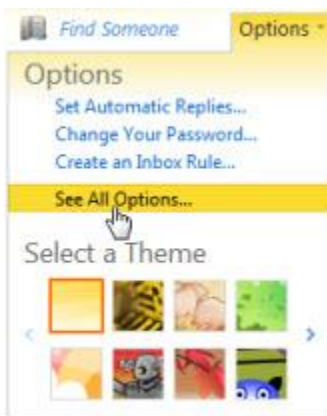 Find Someone
Options
Options
Set Automatic Replies...
Change Your Password...
Create an Inbox Rule...
See All Options...
Select a Theme